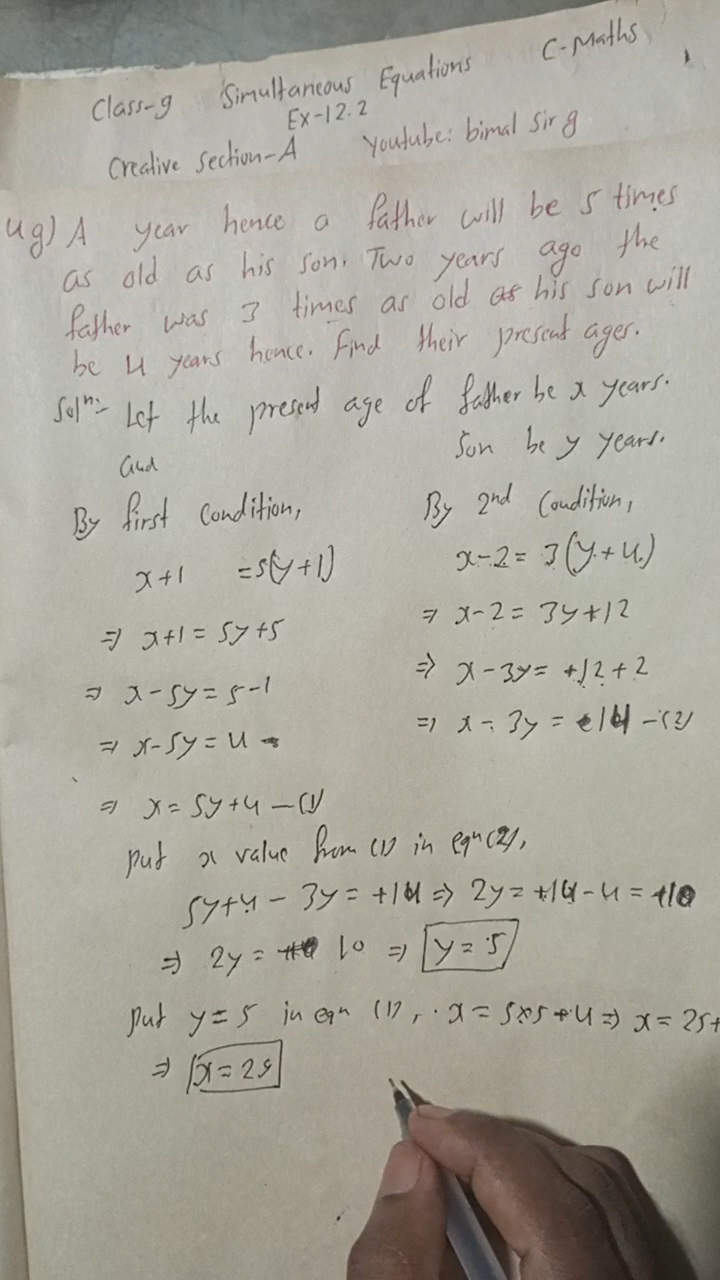 C-Maths
Class-9 Simultaneous Equations
Ex-12.2
Creative Section-A Youtube: bimal Sir g
4g) A year hence a father will be 5 times
as old as his son. Two years ago the
father was 3 times as old as his son will
be 4 years hence. Find their present ages.
Solⁿ:- Let the present age of father be x years.
and Son be y years.
By first Condition,
x+1 =5(y+1)
⇒ x+1 = 5y+5
⇒ x-5y = 5-1
⇒ x-5y = 4
⇒ x = 5y+4 —(1)
By 2nd Condition,
x-2 = 3(y+4)
⇒ x-2 = 3y+12
⇒ x-3y = +12+2
⇒ x-3y = 14 —(2)
put x value from (1) in eqn(2),
5y+4 - 3y = +14 ⇒ 2y = +14-4 = +10
⇒ 2y = 10 ⇒ y = 5
put y=5 in eqn (1), x = 5×5+4 ⇒ x = 25+
⇒ x = 29